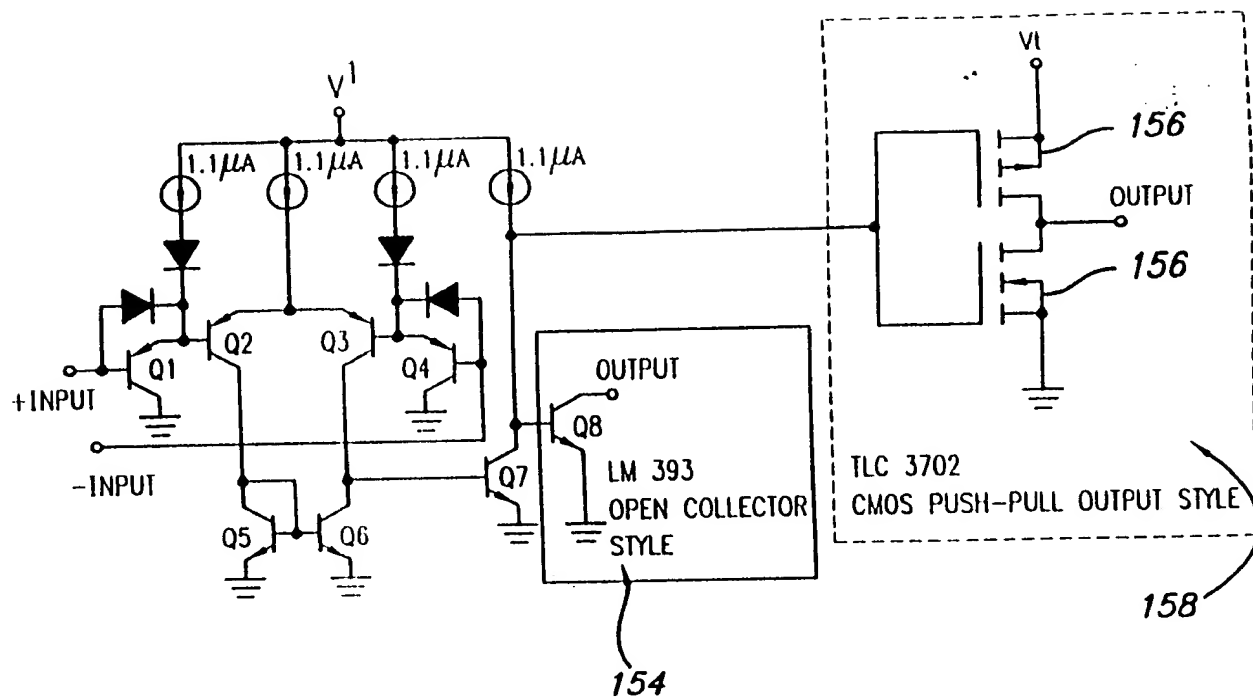 V1
1.1μA 1.1μA 1.1μA 1.1μA
Vt
156
OUTPUT
156
Q1
Q2
Q3
Q4
+INPUT
-INPUT
OUTPUT
Q8
Q7
LM 393
OPEN COLLECTOR
STYLE
TLC 3702
CMOS PUSH-PULL OUTPUT STYLE
Q5
Q6
158
154